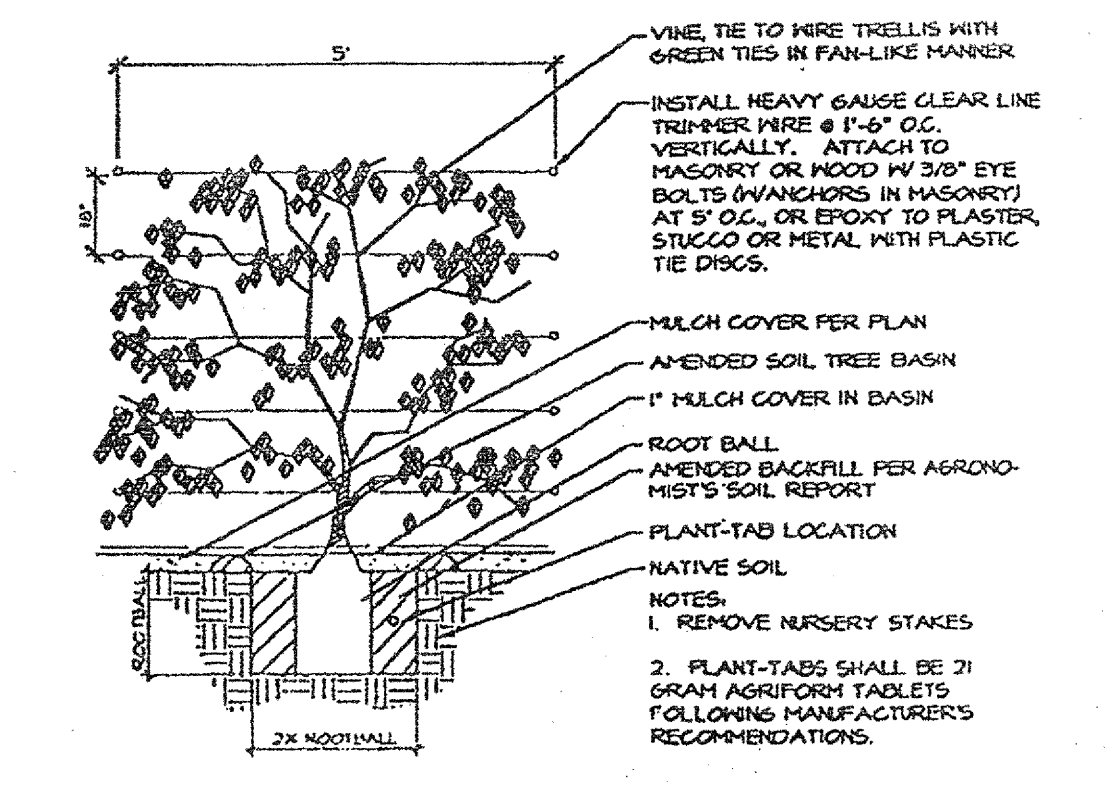 5'
VINE, TIE TO WIRE TRELLIS WITH
GREEN TIES IN FAN-LIKE MANNER
INSTALL HEAVY GAUGE CLEAR LINE
TRIMMER WIRE @ 1'-6" O.C.
VERTICALLY. ATTACH TO
MASONRY OR WOOD W/ 3/8" EYE
BOLTS (W/ANCHORS IN MASONRY)
AT 5' O.C., OR EPOXY TO PLASTER,
STUCCO OR METAL WITH PLASTIC
TIE DISCS.
18"
MULCH COVER PER PLAN
AMENDED SOIL TREE BASIN
1" MULCH COVER IN BASIN
ROOT BALL
AMENDED BACKFILL PER AGRONO-
MIST'S SOIL REPORT
PLANT-TAB LOCATION
NATIVE SOIL
NOTES:
1. REMOVE NURSERY STAKES
2. PLANT-TABS SHALL BE 21
GRAM AGRIFORM TABLETS
FOLLOWING MANUFACTURER'S
RECOMMENDATIONS.
ROOTBALL
2X ROOTBALL